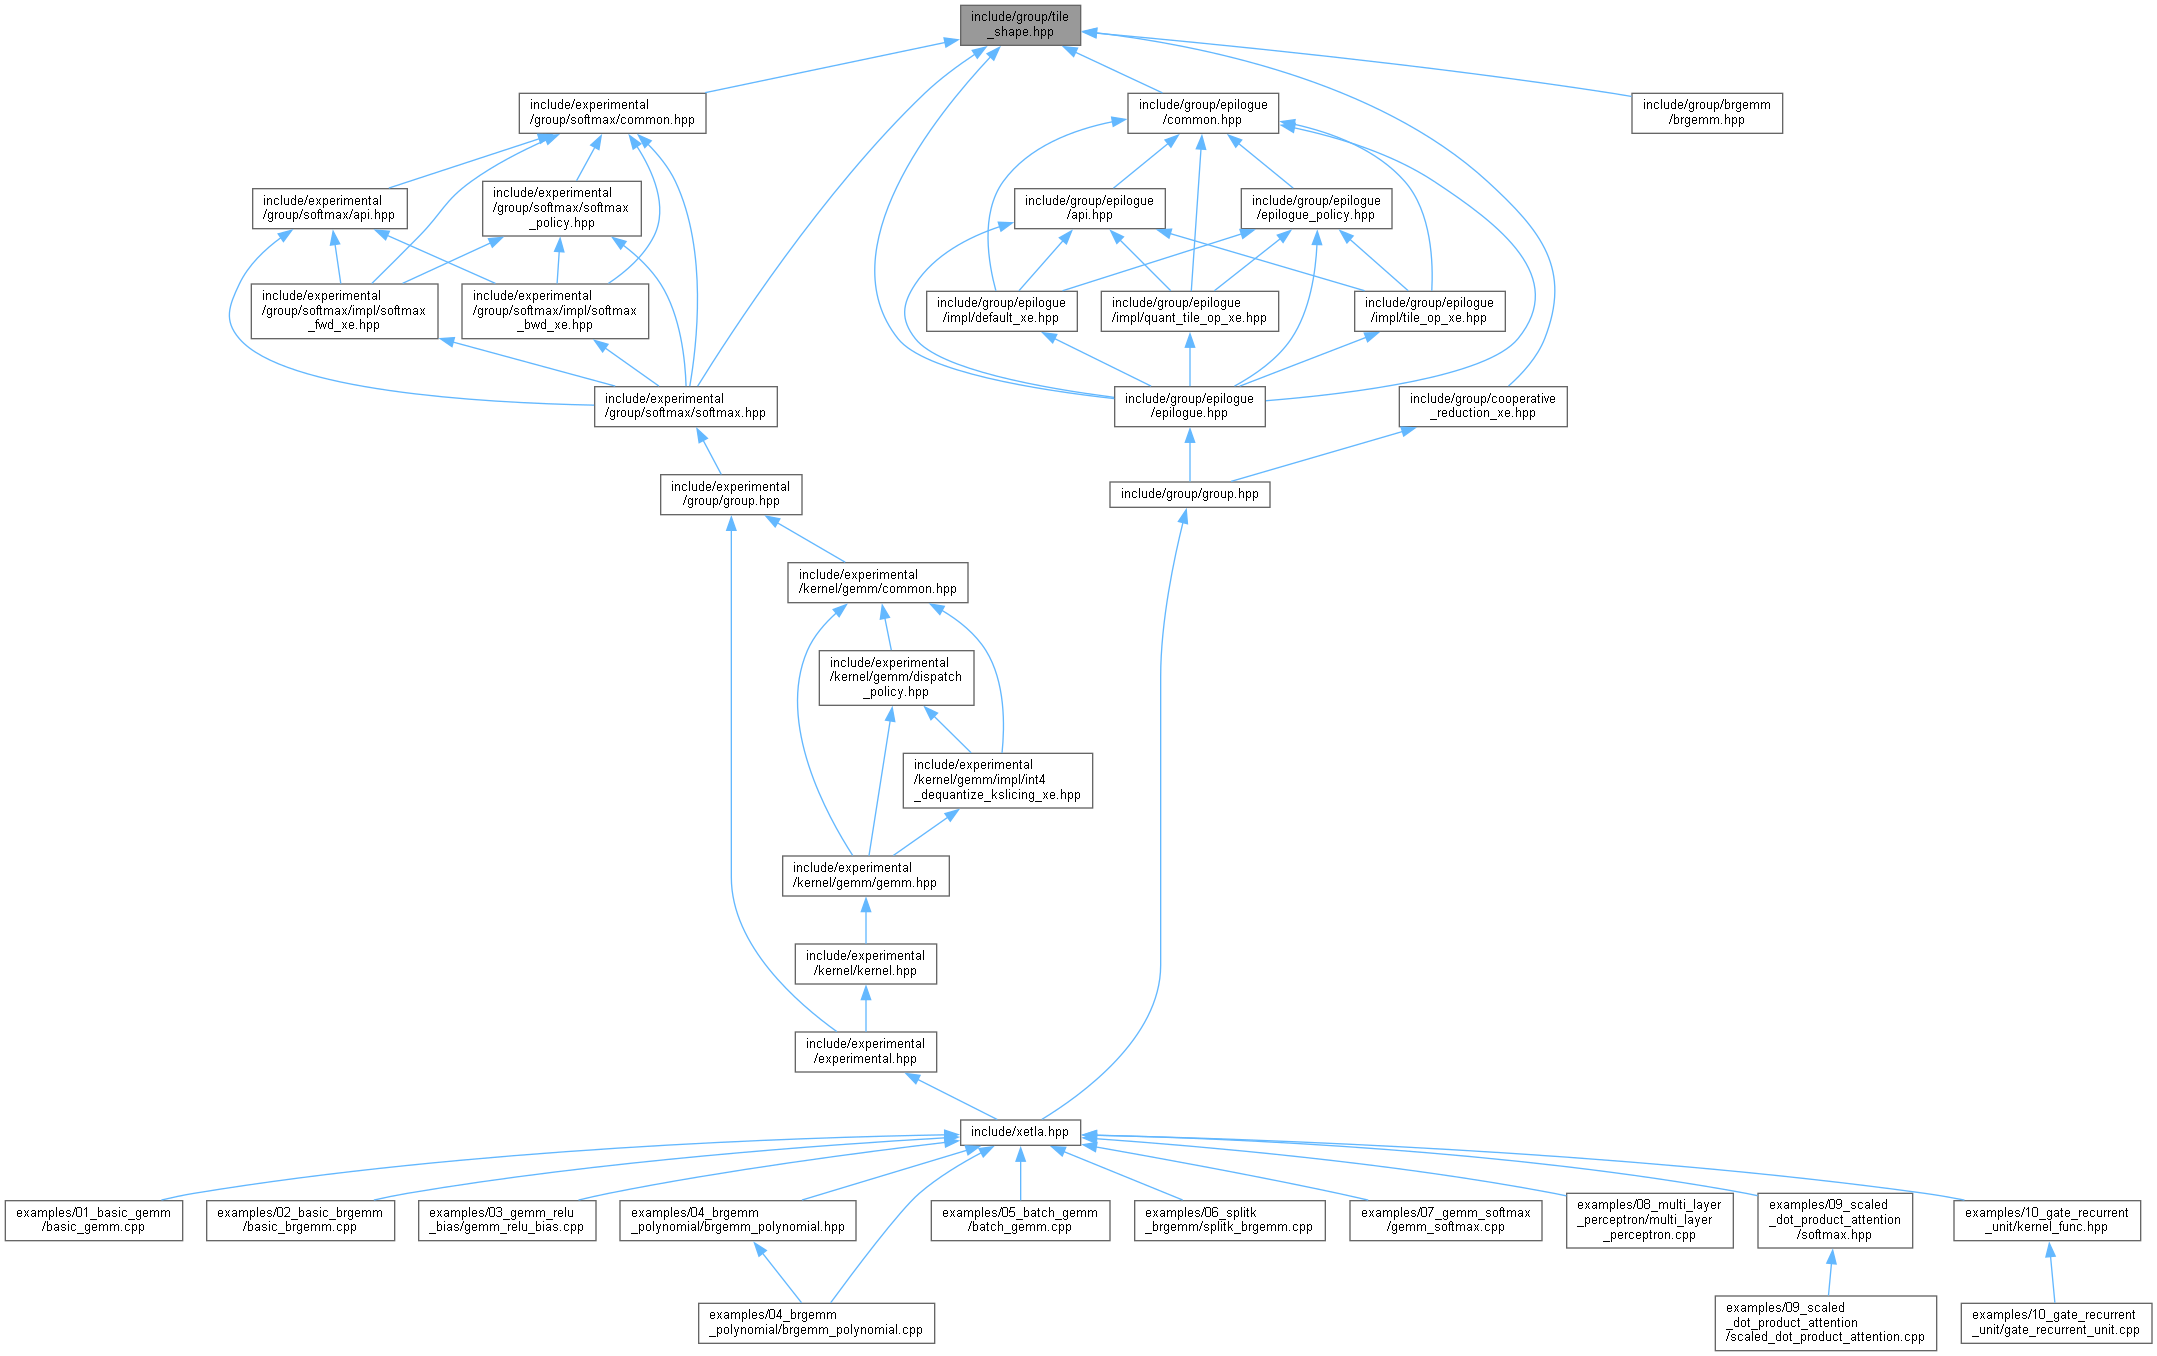 include/group/tile
_shape.hpp
include/experimental
/group/softmax/common.hpp
include/group/epilogue
/common.hpp
include/group/brgemm
/brgemm.hpp
include/experimental
/group/softmax/api.hpp
include/experimental
/group/softmax/softmax
_policy.hpp
include/group/epilogue
/api.hpp
include/group/epilogue
/epilogue_policy.hpp
include/experimental
/group/softmax/impl/softmax
_fwd_xe.hpp
include/experimental
/group/softmax/impl/softmax
_bwd_xe.hpp
include/group/epilogue
/impl/default_xe.hpp
include/group/epilogue
/impl/quant_tile_op_xe.hpp
include/group/epilogue
/impl/tile_op_xe.hpp
include/experimental
/group/softmax/softmax.hpp
include/group/epilogue
/epilogue.hpp
include/group/cooperative
_reduction_xe.hpp
include/experimental
/group/group.hpp
include/group/group.hpp
include/experimental
/kernel/gemm/common.hpp
include/experimental
/kernel/gemm/dispatch
_policy.hpp
include/experimental
/kernel/gemm/impl/int4
_dequantize_kslicing_xe.hpp
include/experimental
/kernel/gemm/gemm.hpp
include/experimental
/kernel/kernel.hpp
include/experimental
/experimental.hpp
include/xetla.hpp
examples/01_basic_gemm
/basic_gemm.cpp
examples/02_basic_brgemm
/basic_brgemm.cpp
examples/03_gemm_relu
_bias/gemm_relu_bias.cpp
examples/04_brgemm
_polynomial/brgemm_polynomial.hpp
examples/05_batch_gemm
/batch_gemm.cpp
examples/06_splitk
_brgemm/splitk_brgemm.cpp
examples/07_gemm_softmax
/gemm_softmax.cpp
examples/08_multi_layer
_perceptron/multi_layer
_perceptron.cpp
examples/09_scaled
_dot_product_attention
/softmax.hpp
examples/10_gate_recurrent
_unit/kernel_func.hpp
examples/04_brgemm
_polynomial/brgemm_polynomial.cpp
examples/09_scaled
_dot_product_attention
/scaled_dot_product_attention.cpp
examples/10_gate_recurrent
_unit/gate_recurrent_unit.cpp